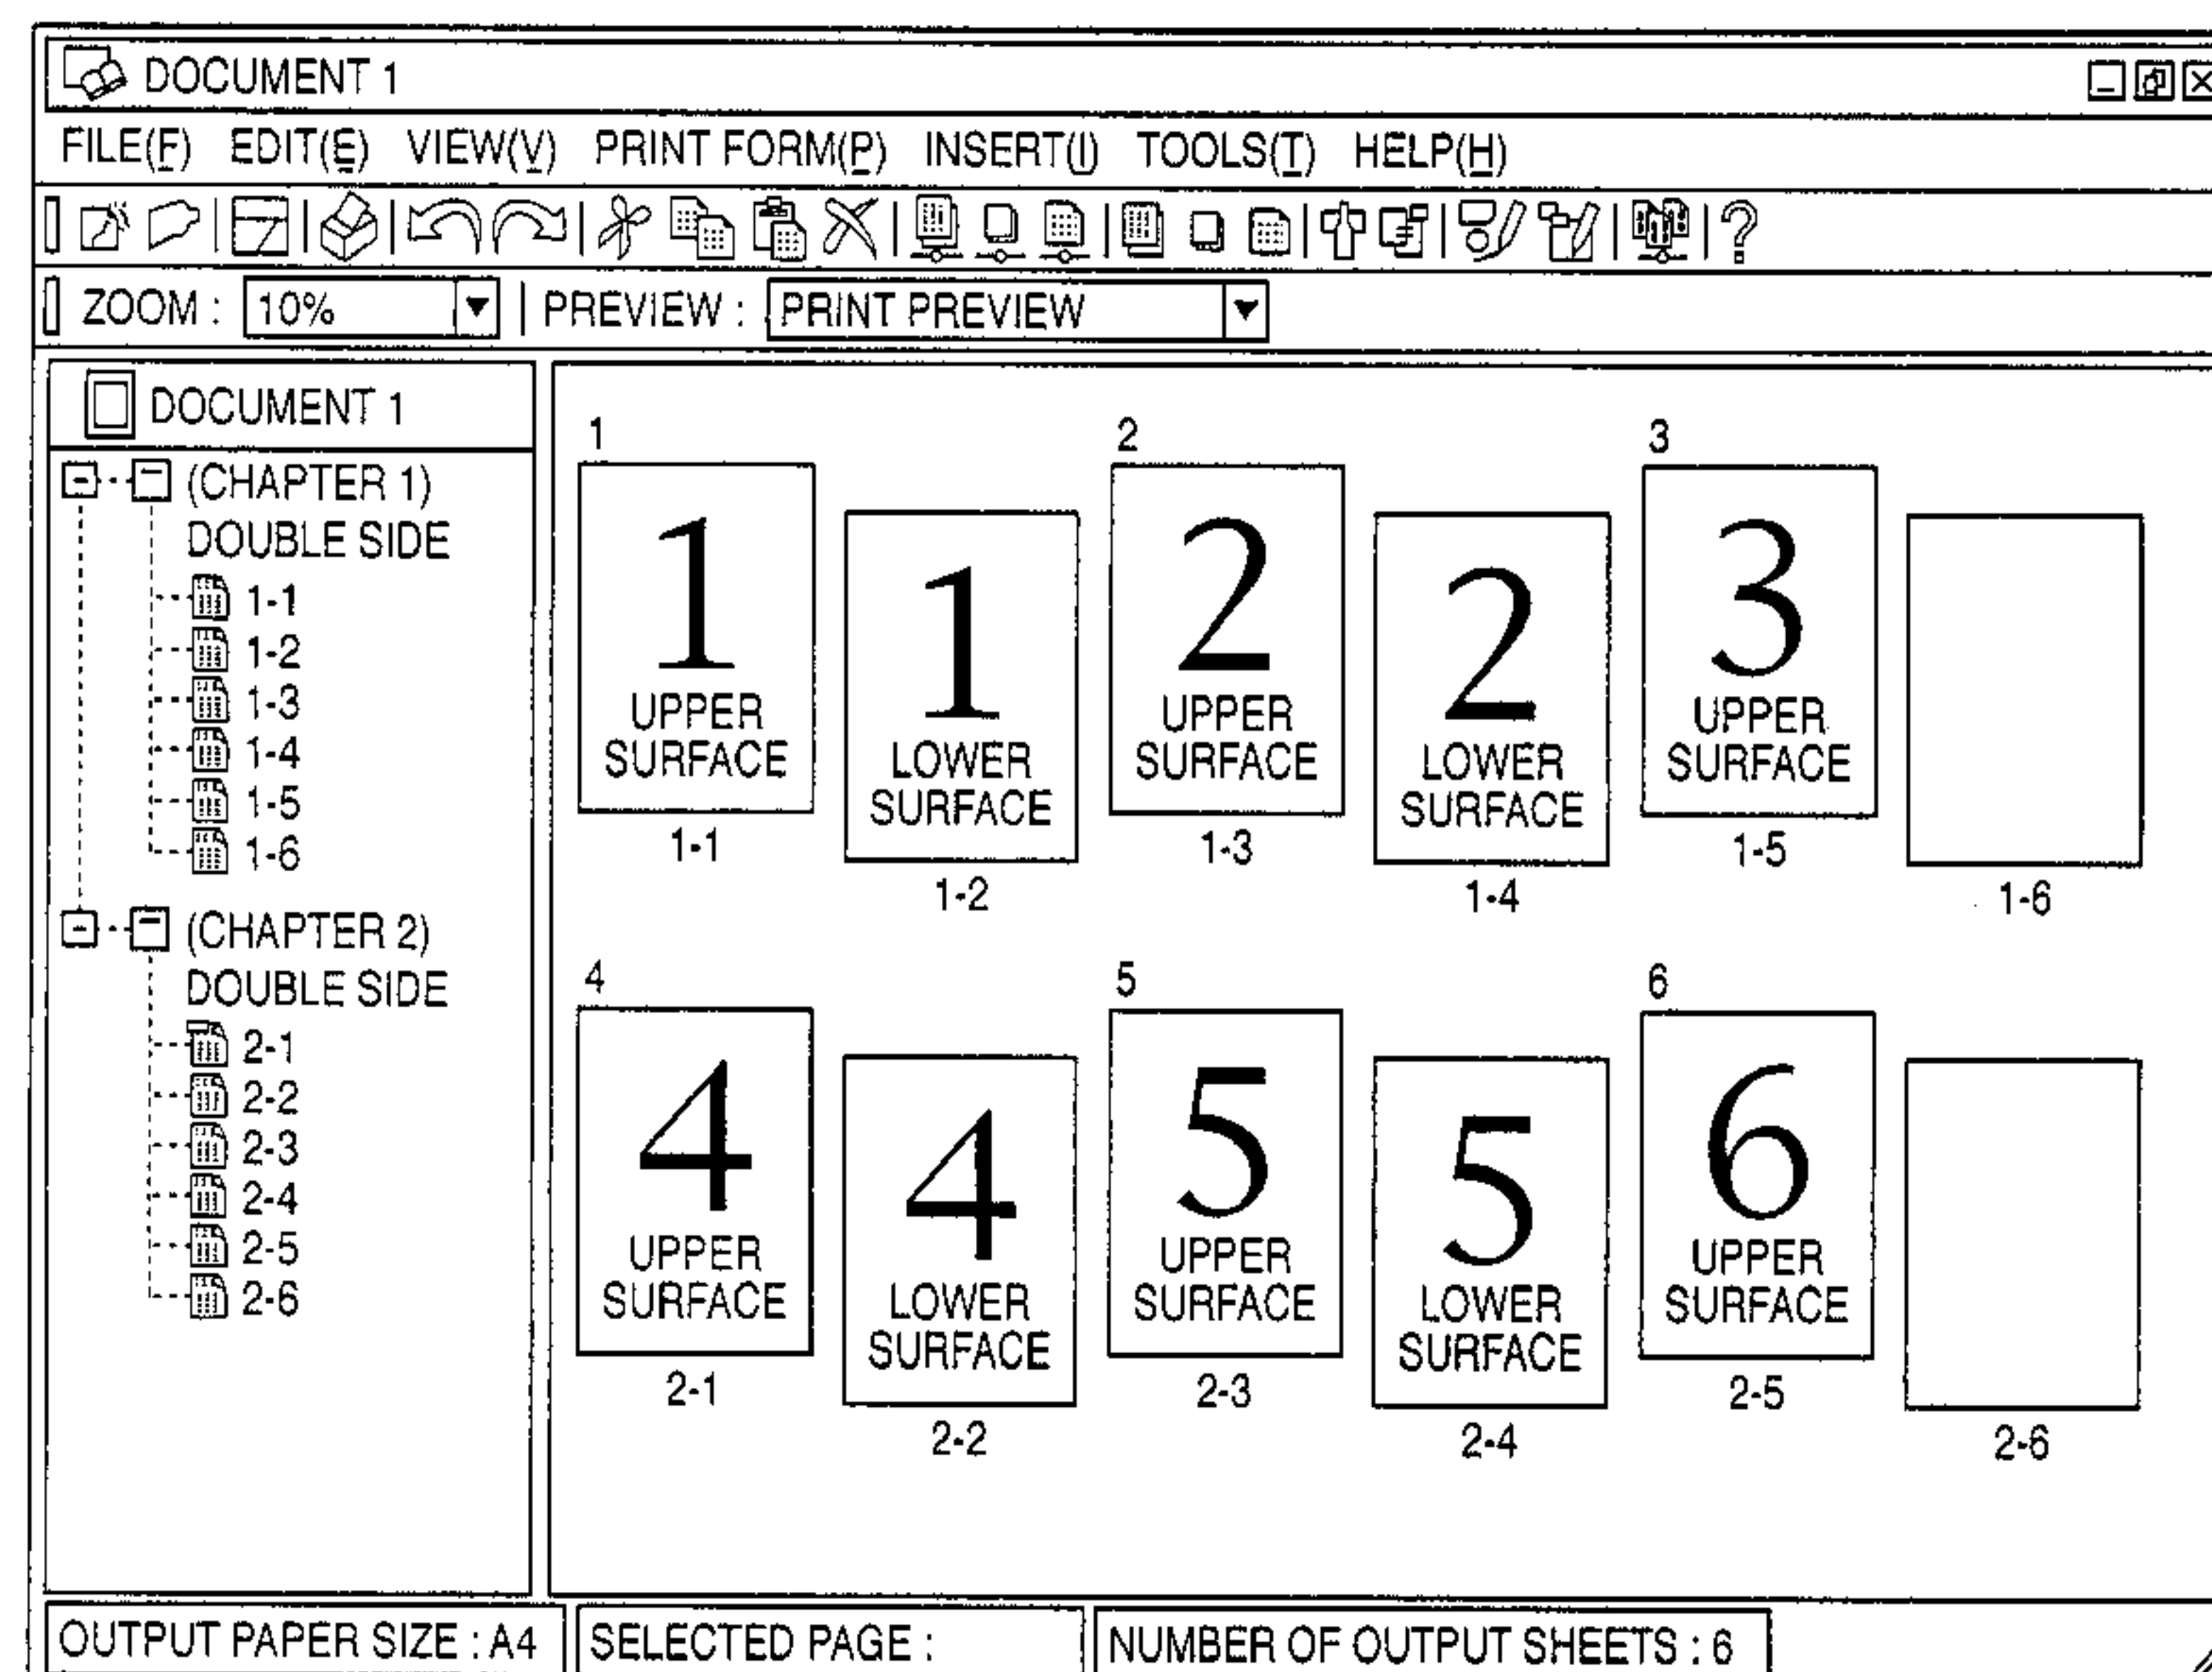 DOCUMENT 1
FILE(F) EDIT(E) VIEW(V) PRINT FORM(P) INSERT(I) TOOLS(T) HELP(H)
ZOOM : 10% PREVIEW : PRINT PREVIEW
DOCUMENT 1
(CHAPTER 1)
DOUBLE SIDE
1-1
1-2
1-3
1-4
1-5
1-6
(CHAPTER 2)
DOUBLE SIDE
2-1
2-2
2-3
2-4
2-5
2-6
1 2 3
1
UPPER
SURFACE
1-1
1
LOWER
SURFACE
1-2
2
UPPER
SURFACE
1-3
2
LOWER
SURFACE
1-4
3
UPPER
SURFACE
1-5
1-6
4 5 6
4
UPPER
SURFACE
2-1
4
LOWER
SURFACE
2-2
5
UPPER
SURFACE
2-3
5
LOWER
SURFACE
2-4
6
UPPER
SURFACE
2-5
2-6
OUTPUT PAPER SIZE : A4 SELECTED PAGE : NUMBER OF OUTPUT SHEETS : 6